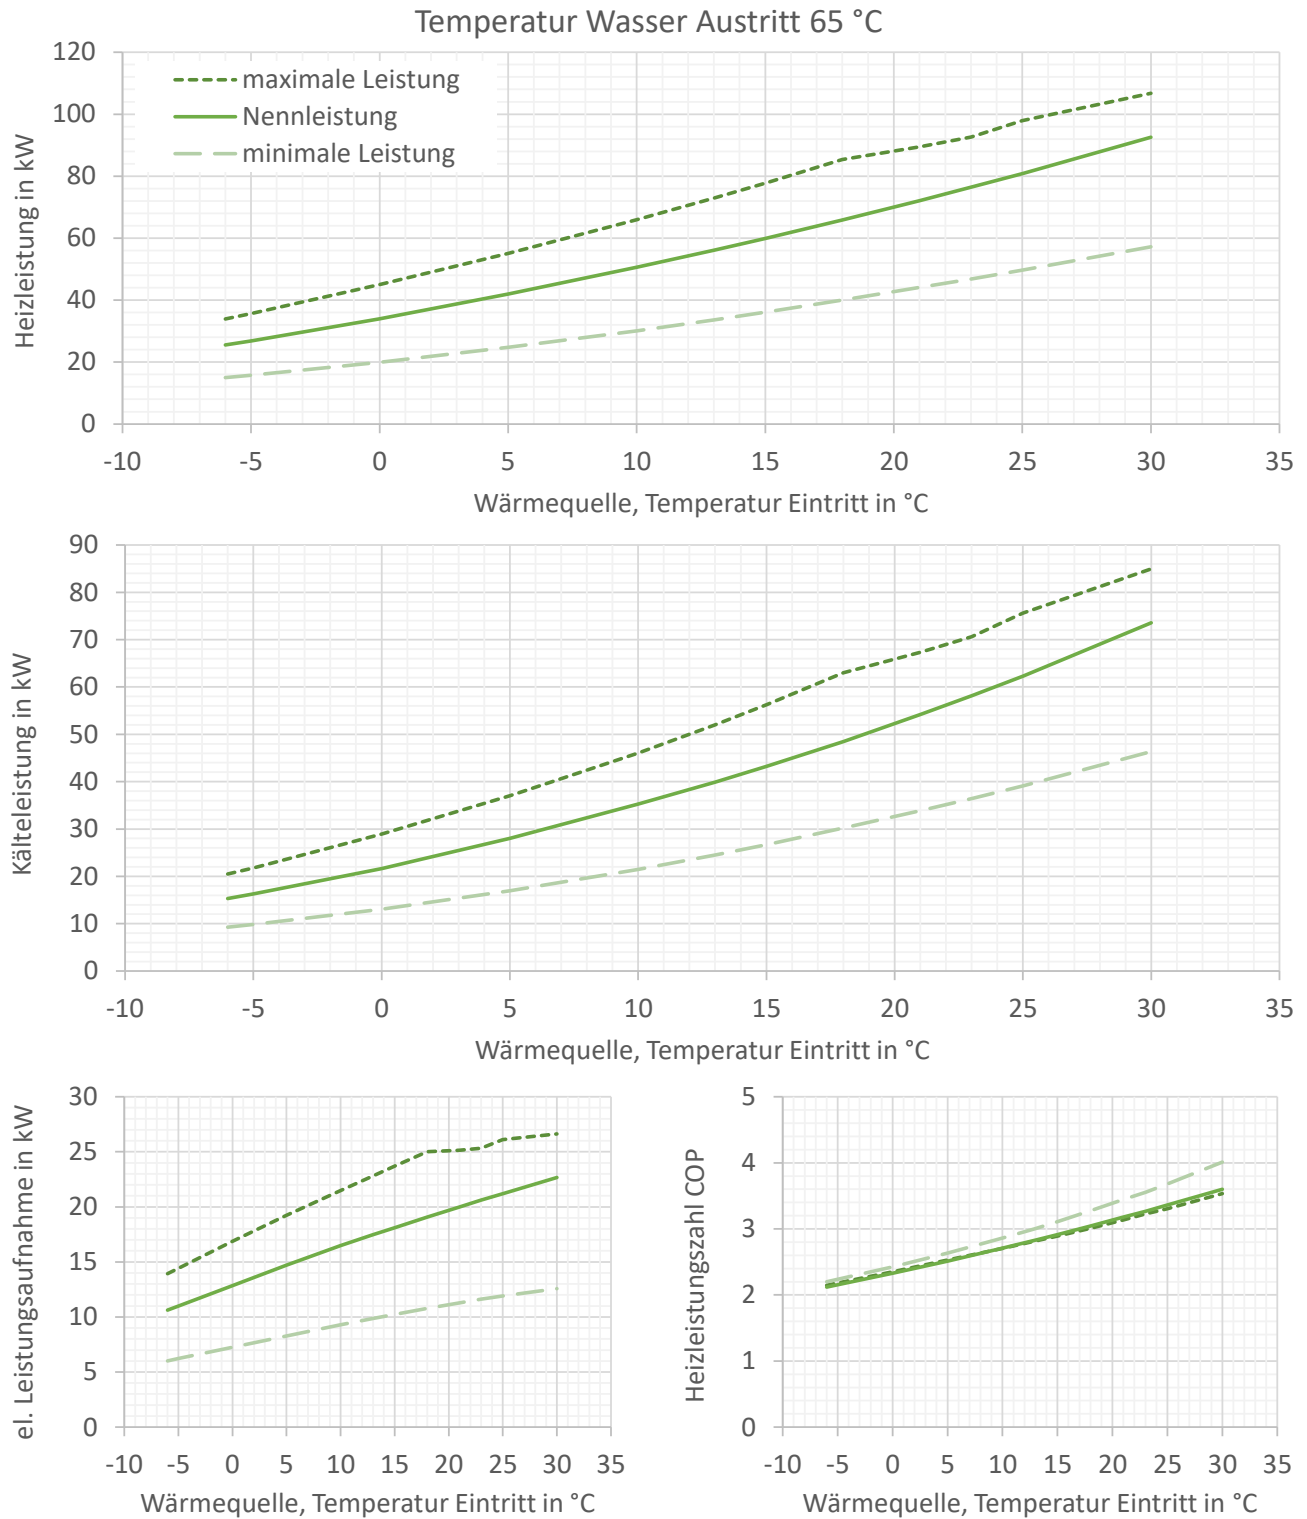 Temperatur Wasser Austritt 65 °C
120
100
80
60
40
20
0
Heizleistung in kW
maximale Leistung
Nennleistung
minimale Leistung
-10 -5 0 5 10 15 20 25 30 35
Wärmequelle, Temperatur Eintritt in °C
90
80
70
60
50
40
30
20
10
0
Kälteleistung in kW
-10 -5 0 5 10 15 20 25 30 35
Wärmequelle, Temperatur Eintritt in °C
30
25
20
15
10
5
0
el. Leistungsaufnahme in kW
-10 -5 0 5 10 15 20 25 30 35
Wärmequelle, Temperatur Eintritt in °C
5
4
3
2
1
0
Heizleistungszahl COP
-10 -5 0 5 10 15 20 25 30 35
Wärmequelle, Temperatur Eintritt in °C